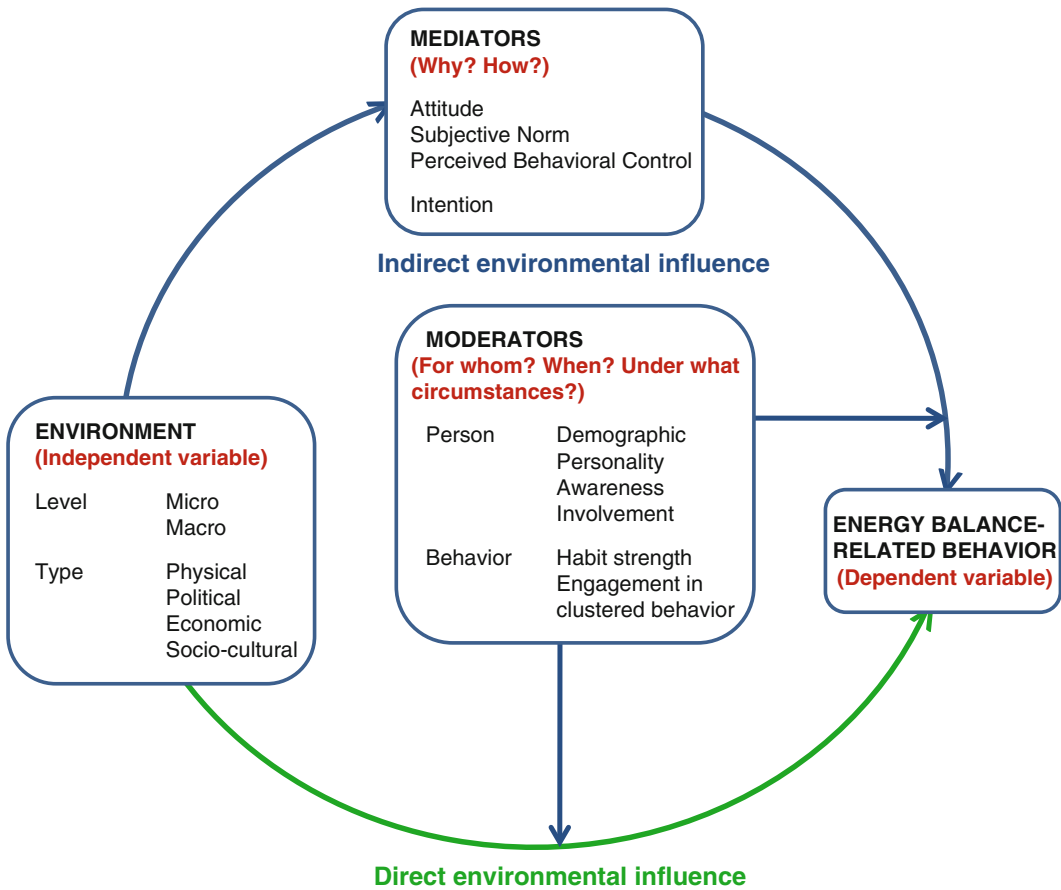 MEDIATORS
(Why? How?)
Attitude
Subjective Norm
Perceived Behavioral Control
Intention
Indirect environmental influence
MODERATORS
(For whom? When? Under what
circumstances?)
Person Demographic
Personality
Awareness
Involvement
Behavior Habit strength
Engagement in
clustered behavior
ENVIRONMENT
(Independent variable)
Level Micro
Macro
Type Physical
Political
Economic
Socio-cultural
ENERGY BALANCE-
RELATED BEHAVIOR
(Dependent variable)
Direct environmental influence